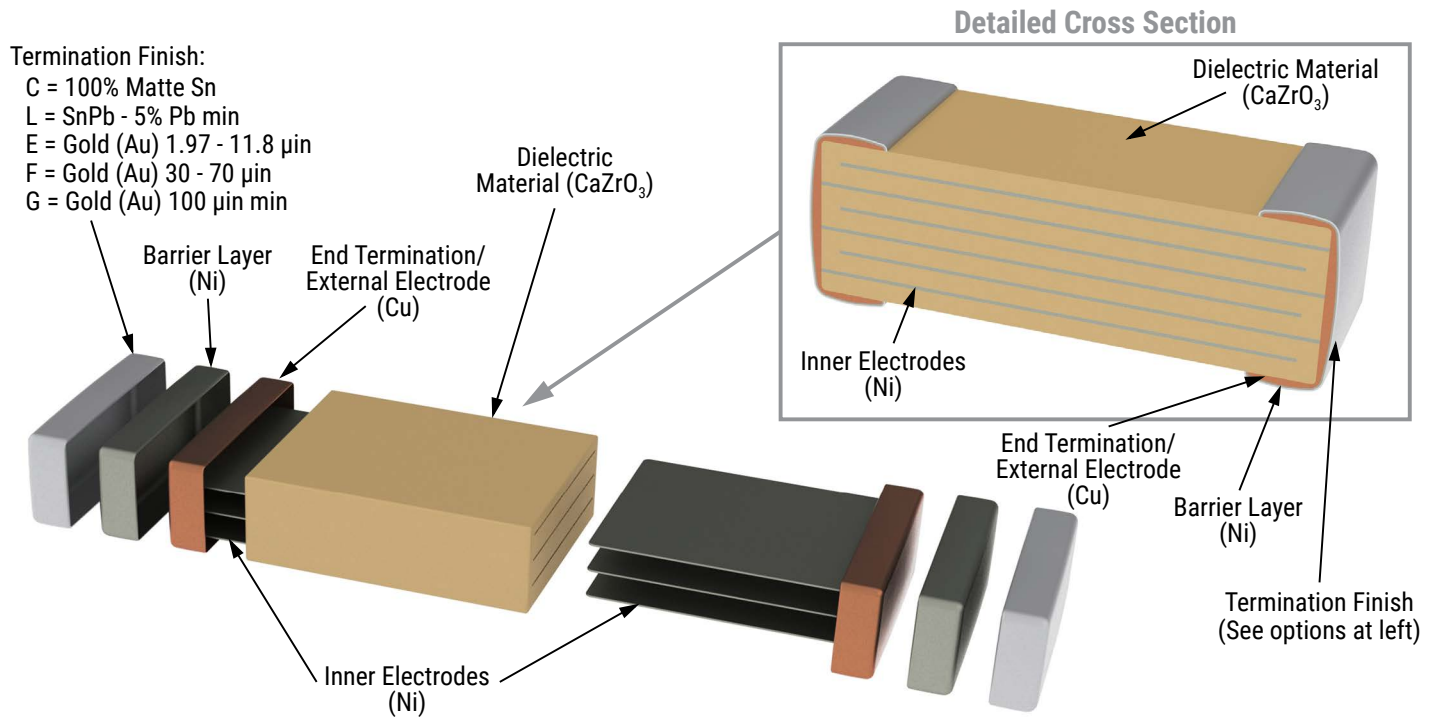 Detailed Cross Section
Termination Finish:
C = 100% Matte Sn
L = SnPb - 5% Pb min
E = Gold (Au) 1.97 - 11.8 µin
F = Gold (Au) 30 - 70 µin
G = Gold (Au) 100 µin min
Barrier Layer
(Ni)
End Termination/
External Electrode
(Cu)
Dielectric
Material (CaZrO₃)
Dielectric Material
(CaZrO₃)
Inner Electrodes
(Ni)
End Termination/
External Electrode
(Cu)
Barrier Layer
(Ni)
Termination Finish
(See options at left)
Inner Electrodes
(Ni)